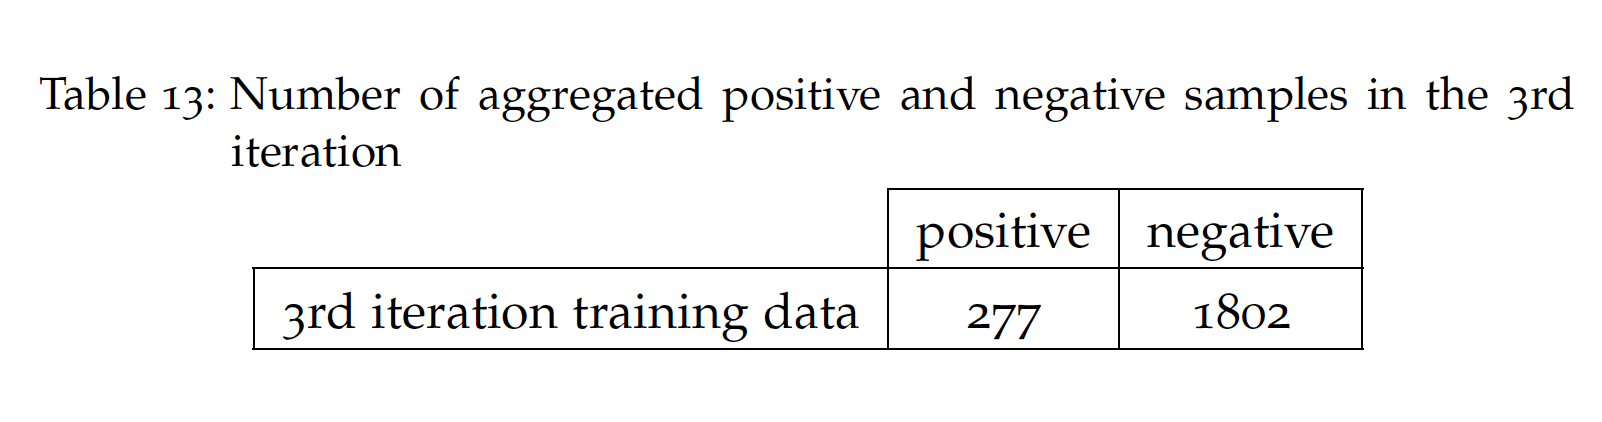 Table 13: Number of aggregated positive and negative samples in the 3rd
iteration
positive negative
3rd iteration training data 277 1802